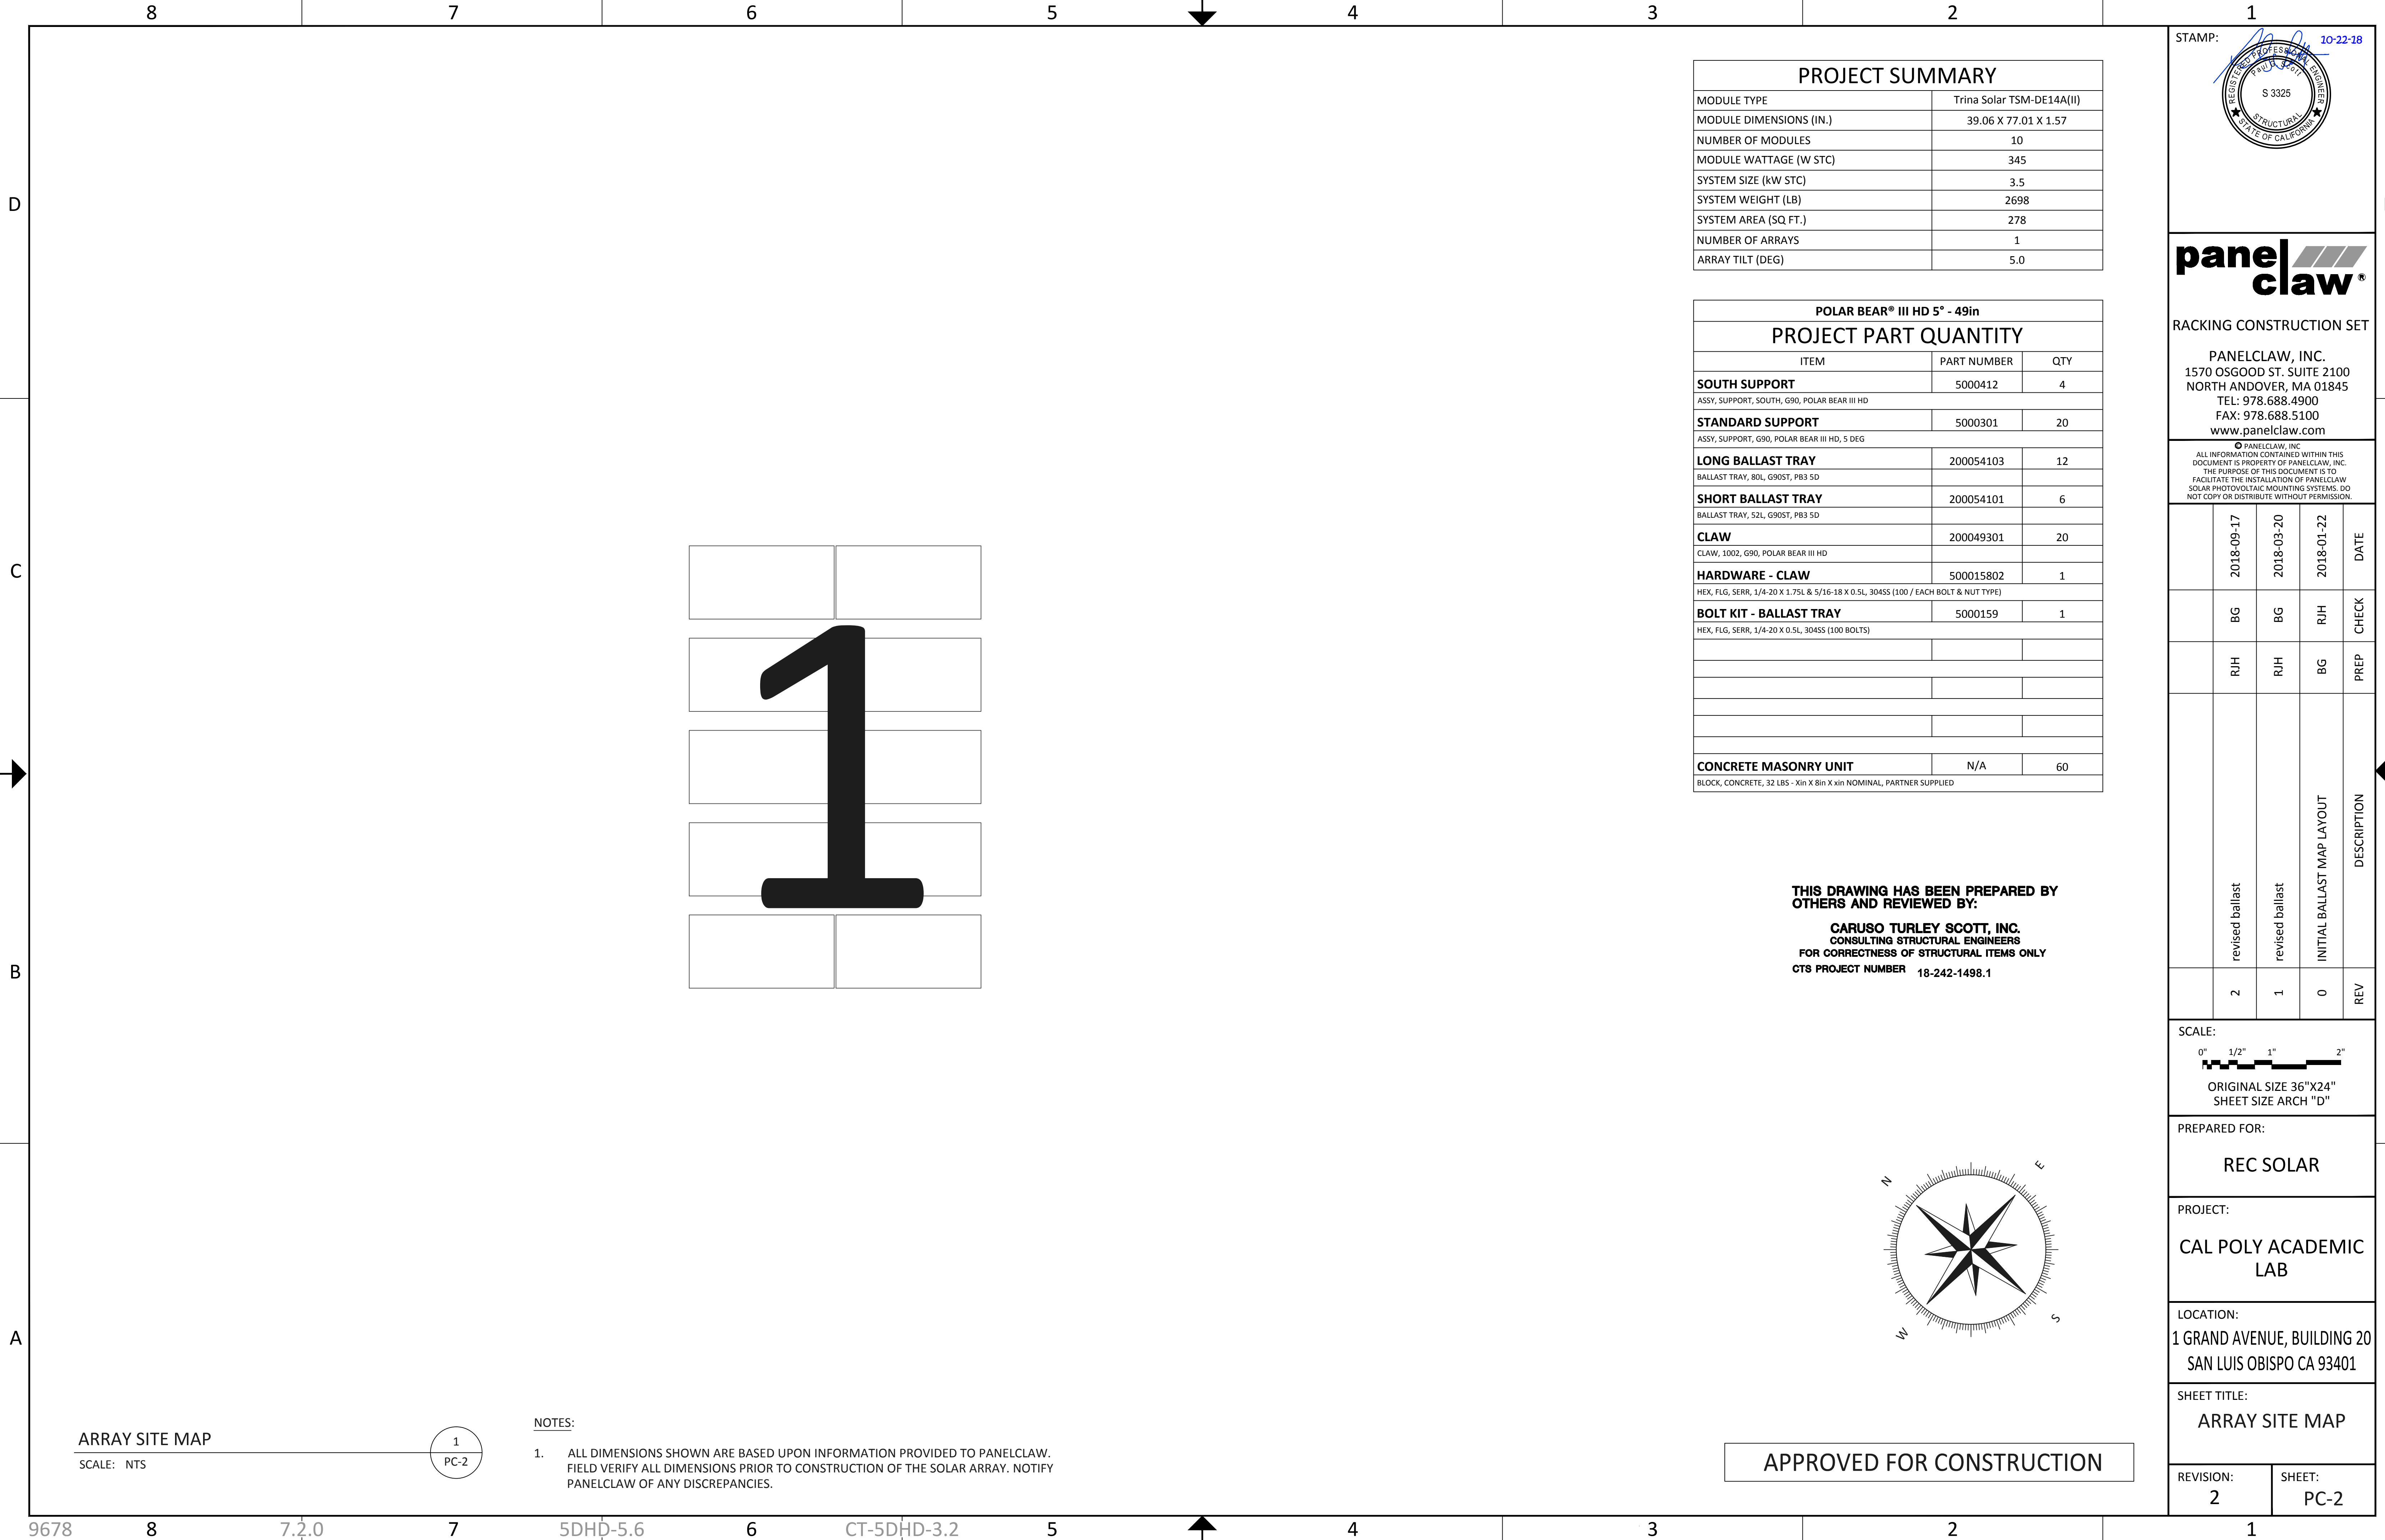 8 7 6 5 4 3 2 1
D
C
B
A
1
PROJECT SUMMARY
MODULE TYPE Trina Solar TSM-DE14A(II)
MODULE DIMENSIONS (IN.) 39.06 X 77.01 X 1.57
NUMBER OF MODULES 10
MODULE WATTAGE (W STC) 345
SYSTEM SIZE (kW STC) 3.5
SYSTEM WEIGHT (LB) 2698
SYSTEM AREA (SQ FT.) 278
NUMBER OF ARRAYS 1
ARRAY TILT (DEG) 5.0
POLAR BEAR® III HD 5° - 49in
PROJECT PART QUANTITY
ITEM PART NUMBER QTY
SOUTH SUPPORT 5000412 4
ASSY, SUPPORT, SOUTH, G90, POLAR BEAR III HD
STANDARD SUPPORT 5000301 20
ASSY, SUPPORT, G90, POLAR BEAR III HD, 5 DEG
LONG BALLAST TRAY 200054103 12
BALLAST TRAY, 80L, G90ST, PB3 5D
SHORT BALLAST TRAY 200054101 6
BALLAST TRAY, 52L, G90ST, PB3 5D
CLAW 200049301 20
CLAW, 1002, G90, POLAR BEAR III HD
HARDWARE - CLAW 500015802 1
HEX, FLG, SERR, 1/4-20 X 1.75L & 5/16-18 X 0.5L, 304SS (100 / EACH BOLT & NUT TYPE)
BOLT KIT - BALLAST TRAY 5000159 1
HEX, FLG, SERR, 1/4-20 X 0.5L, 304SS (100 BOLTS)
CONCRETE MASONRY UNIT N/A 60
BLOCK, CONCRETE, 32 LBS - Xin X 8in X xin NOMINAL, PARTNER SUPPLIED
THIS DRAWING HAS BEEN PREPARED BY
OTHERS AND REVIEWED BY:
CARUSO TURLEY SCOTT, INC.
CONSULTING STRUCTURAL ENGINEERS
FOR CORRECTNESS OF STRUCTURAL ITEMS ONLY
CTS PROJECT NUMBER 18-242-1498.1
N
E
W
S
APPROVED FOR CONSTRUCTION
ARRAY SITE MAP
SCALE: NTS
1
PC-2
NOTES:
1. ALL DIMENSIONS SHOWN ARE BASED UPON INFORMATION PROVIDED TO PANELCLAW.
FIELD VERIFY ALL DIMENSIONS PRIOR TO CONSTRUCTION OF THE SOLAR ARRAY. NOTIFY
PANELCLAW OF ANY DISCREPANCIES.
STAMP:
10-22-18
REGISTERED PROFESSIONAL ENGINEER
S 3325
STRUCTURAL
STATE OF CALIFORNIA
panel
claw®
RACKING CONSTRUCTION SET
PANELCLAW, INC.
1570 OSGOOD ST. SUITE 2100
NORTH ANDOVER, MA 01845
TEL: 978.688.4900
FAX: 978.688.5100
www.panelclaw.com
© PANELCLAW, INC
ALL INFORMATION CONTAINED WITHIN THIS
DOCUMENT IS PROPERTY OF PANELCLAW, INC.
THE PURPOSE OF THIS DOCUMENT IS TO
FACILITATE THE INSTALLATION OF PANELCLAW
SOLAR PHOTOVOLTAIC MOUNTING SYSTEMS. DO
NOT COPY OR DISTRIBUTE WITHOUT PERMISSION.
2 revised ballast RJH BG 2018-09-17
1 revised ballast RJH BG 2018-03-20
0 INITIAL BALLAST MAP LAYOUT BG RJH 2018-01-22
REV DESCRIPTION PREP CHECK DATE
SCALE:
0" 1/2" 1" 2"
ORIGINAL SIZE 36"X24"
SHEET SIZE ARCH "D"
PREPARED FOR:
REC SOLAR
PROJECT:
CAL POLY ACADEMIC
LAB
LOCATION:
1 GRAND AVENUE, BUILDING 20
SAN LUIS OBISPO CA 93401
SHEET TITLE:
ARRAY SITE MAP
REVISION:
2
SHEET:
PC-2
9678 8 7.2.0 7 5DHD-5.6 6 CT-5DHD-3.2 5 4 3 2 1